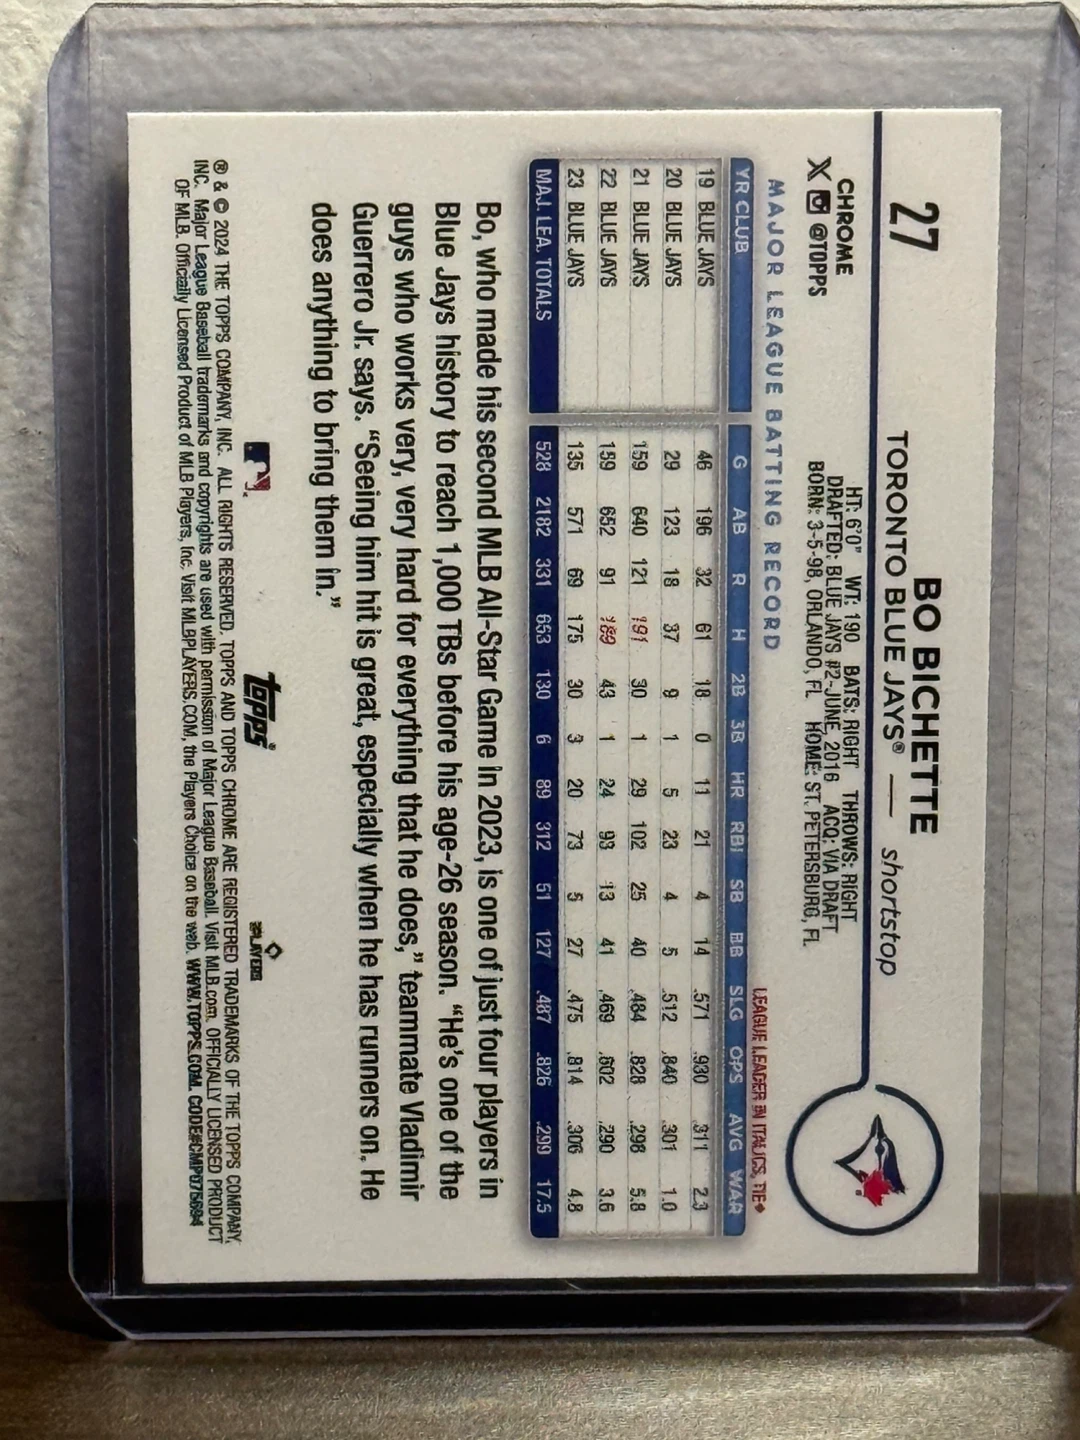 27
BO BICHETTE
TORONTO BLUE JAYS® — shortstop
CHROME
@TOPPS
HT: 6'0" WT: 190 BATS: RIGHT THROWS: RIGHT
DRAFTED: BLUE JAYS #2-JUNE, 2016 ACQ: VIA DRAFT
BORN: 3-5-98, ORLANDO, FL HOME: ST. PETERSBURG, FL
MAJOR LEAGUE BATTING RECORD
LEAGUE LEADER IN ITALICS, TIE♦
YR CLUB G AB R H 2B 3B HR RBI SB BB SLG OPS AVG WAR
19 BLUE JAYS 46 196 32 61 18 0 11 21 4 14 .571 .930 .311 2.3
20 BLUE JAYS 29 123 18 37 9 1 5 23 4 5 .512 .840 .301 1.0
21 BLUE JAYS 159 640 121 191 30 1 29 102 25 40 .484 .828 .298 5.8
22 BLUE JAYS 159 652 91 189 43 1 24 93 13 41 .469 .802 .290 3.6
23 BLUE JAYS 135 571 69 175 30 3 20 73 5 27 .475 .814 .306 4.8
MAJ. LEA. TOTALS 528 2182 331 653 130 6 89 312 51 127 .487 .826 .299 17.5
Bo, who made his second MLB All-Star Game in 2023, is one of just four players in
Blue Jays history to reach 1,000 TBs before his age-26 season. “He's one of the
guys who works very, very hard for everything that he does,” teammate Vladimir
Guerrero Jr. says. “Seeing him hit is great, especially when he has runners on. He
does anything to bring them in.”
topps®
PLAYERS
® & © 2024 THE TOPPS COMPANY, INC. ALL RIGHTS RESERVED. TOPPS AND TOPPS CHROME ARE REGISTERED TRADEMARKS OF THE TOPPS COMPANY,
INC. Major League Baseball trademarks and copyrights are used with permission of Major League Baseball. Visit MLB.com. OFFICIALLY LICENSED PRODUCT
OF MLB. Officially Licensed Product of MLB Players, Inc. Visit MLBPLAYERS.COM, the Players Choice on the web. WWW.TOPPS.COM. CODE#CMP075694